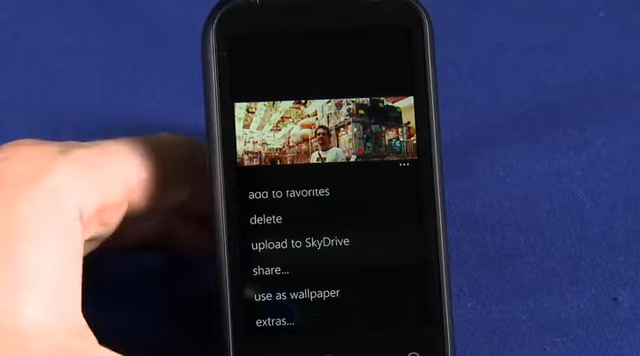 add to favorites
delete
upload to SkyDrive
share...
use as wallpaper
extras...